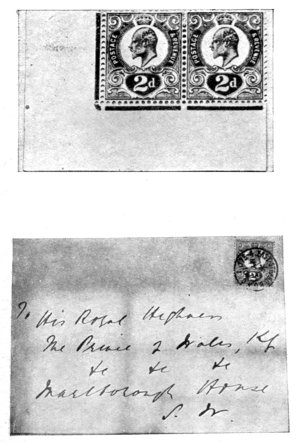 POSTAGE & REVENUE POSTAGE & REVENUE
2d 2d
To His Royal Highness
The Prince of Wales, KG
&c &c &c
Marlborough House
S. W.